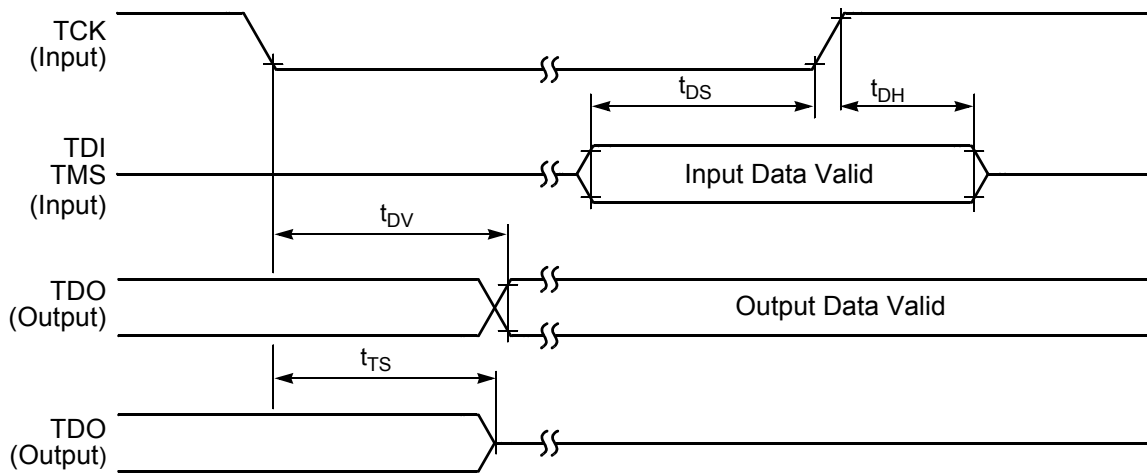 TCK
(Input)
tDS
tDH
TDI
TMS
(Input)
Input Data Valid
tDV
TDO
(Output)
Output Data Valid
tTS
TDO
(Output)